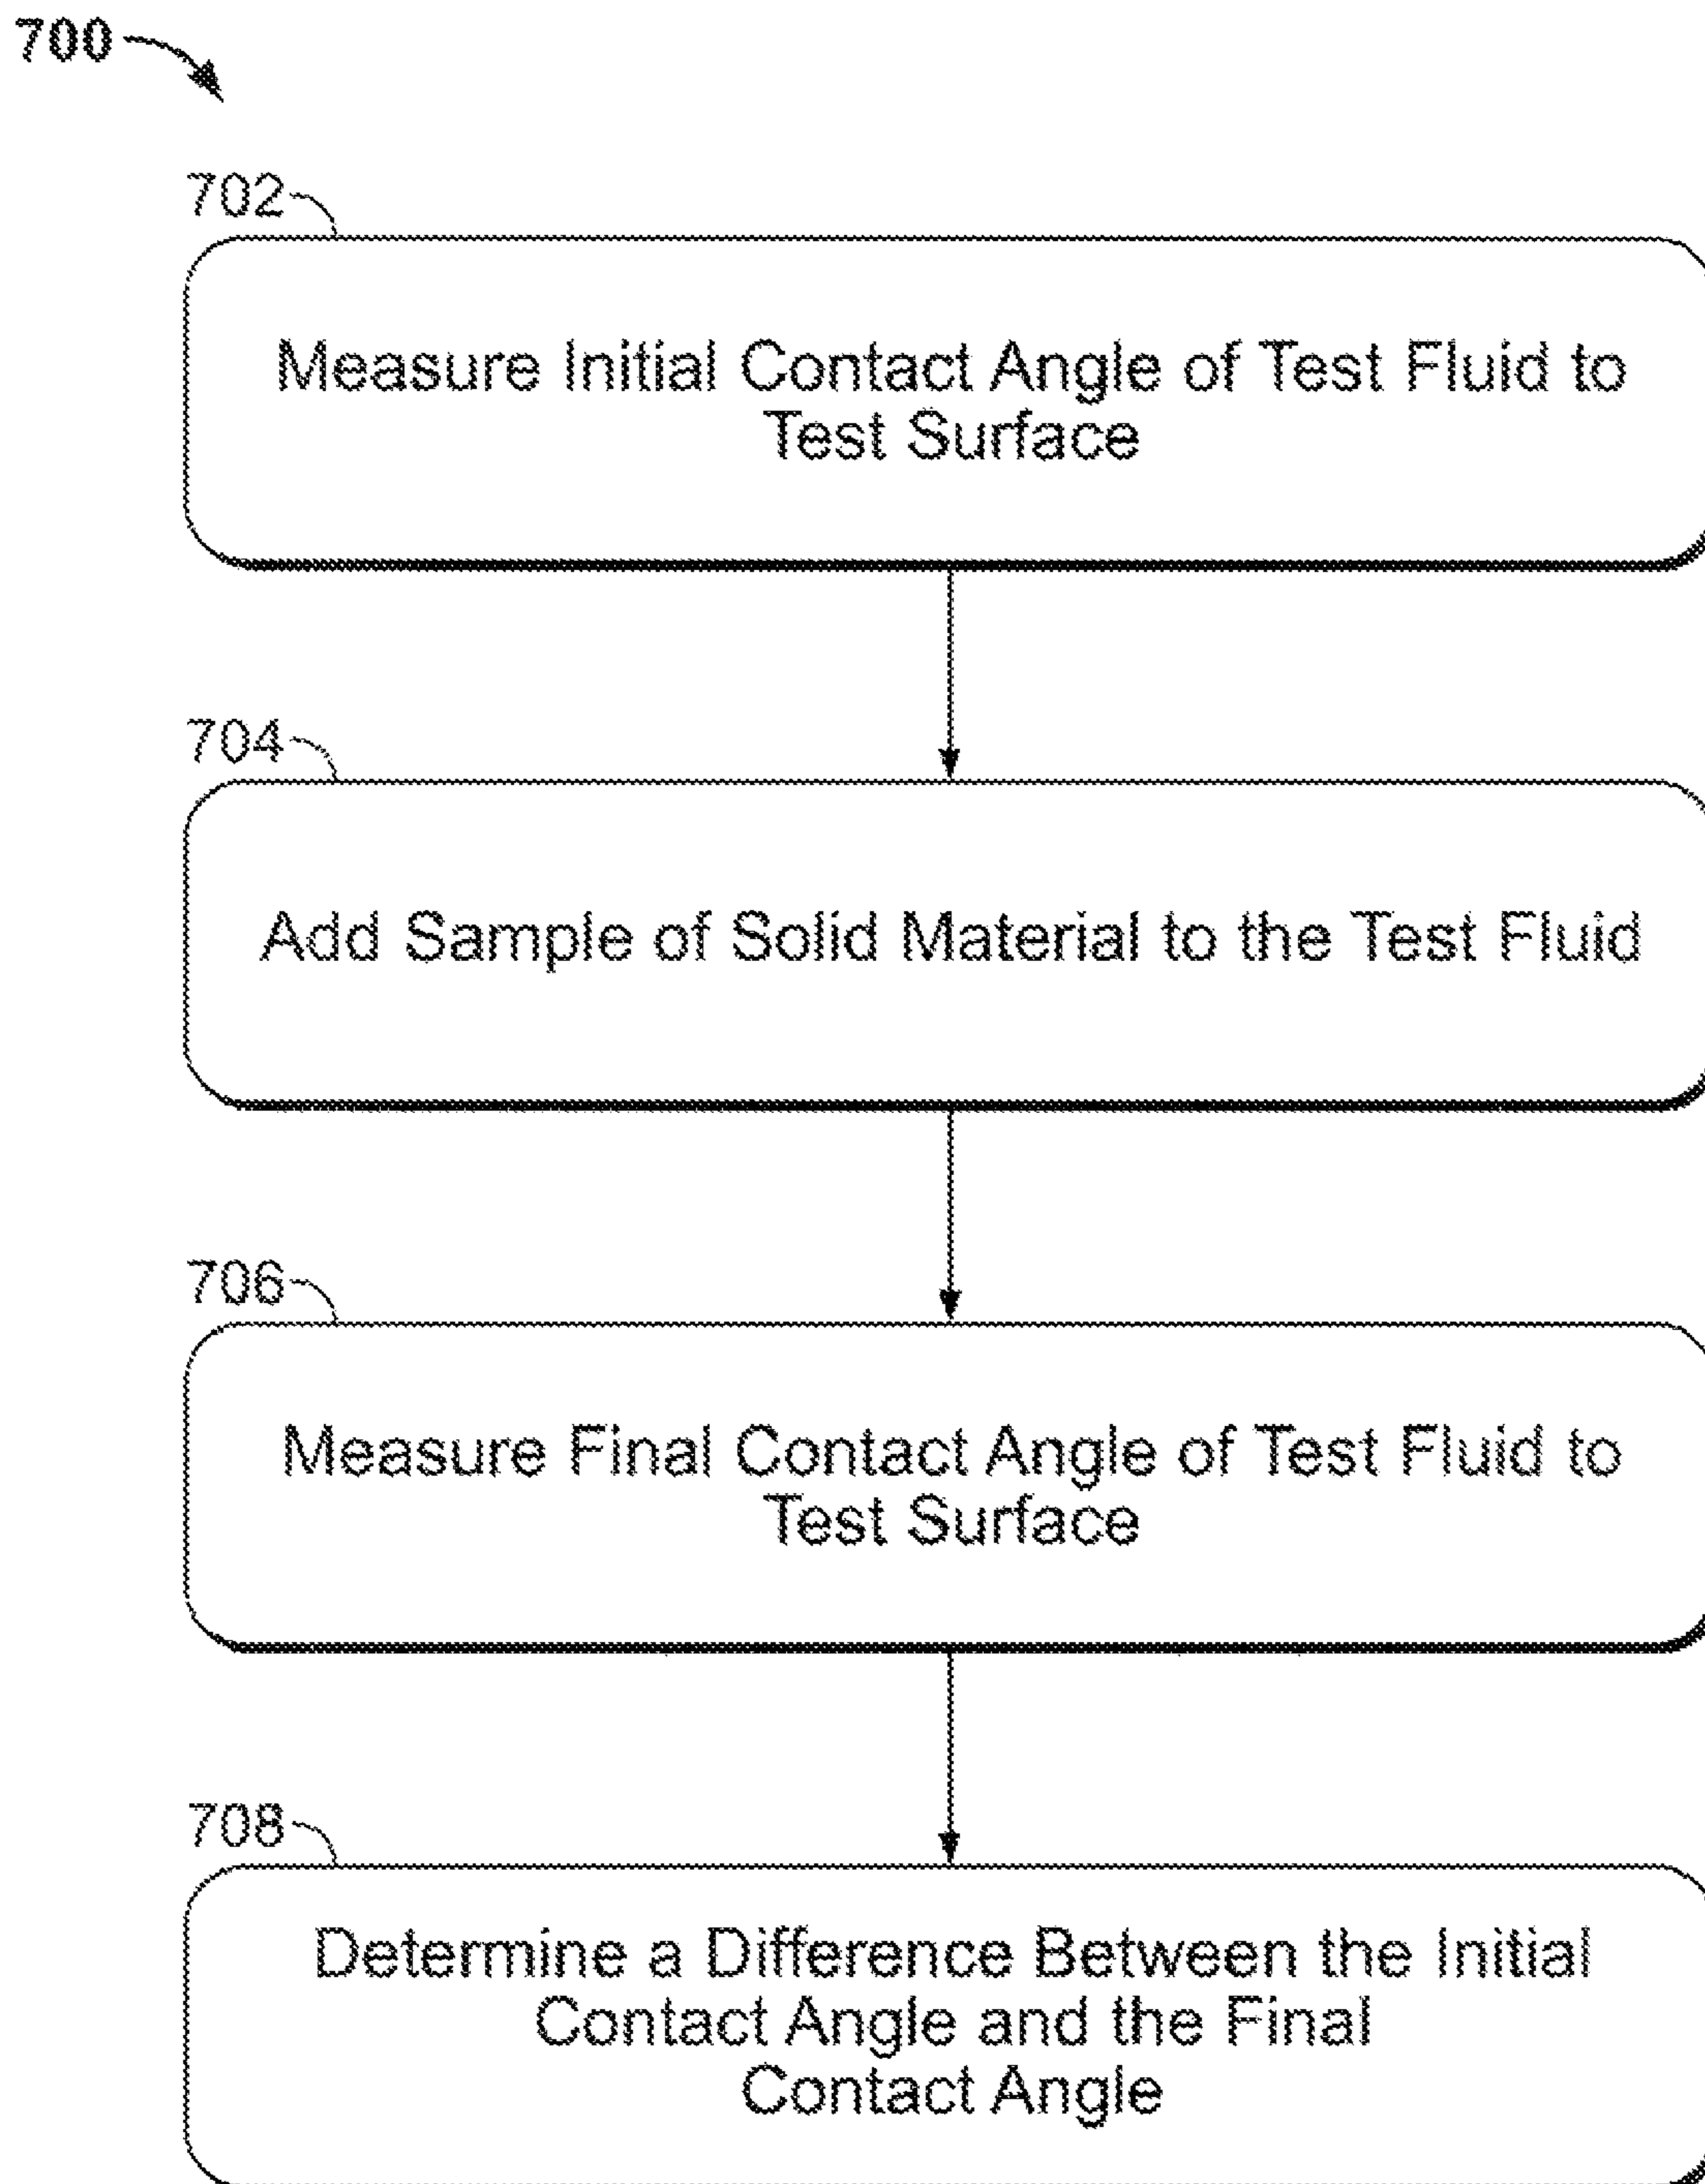 700
702
Measure Initial Contact Angle of Test Fluid to
Test Surface
704
Add Sample of Solid Material to the Test Fluid
706
Measure Final Contact Angle of Test Fluid to
Test Surface
708
Determine a Difference Between the Initial
Contact Angle and the Final
Contact Angle